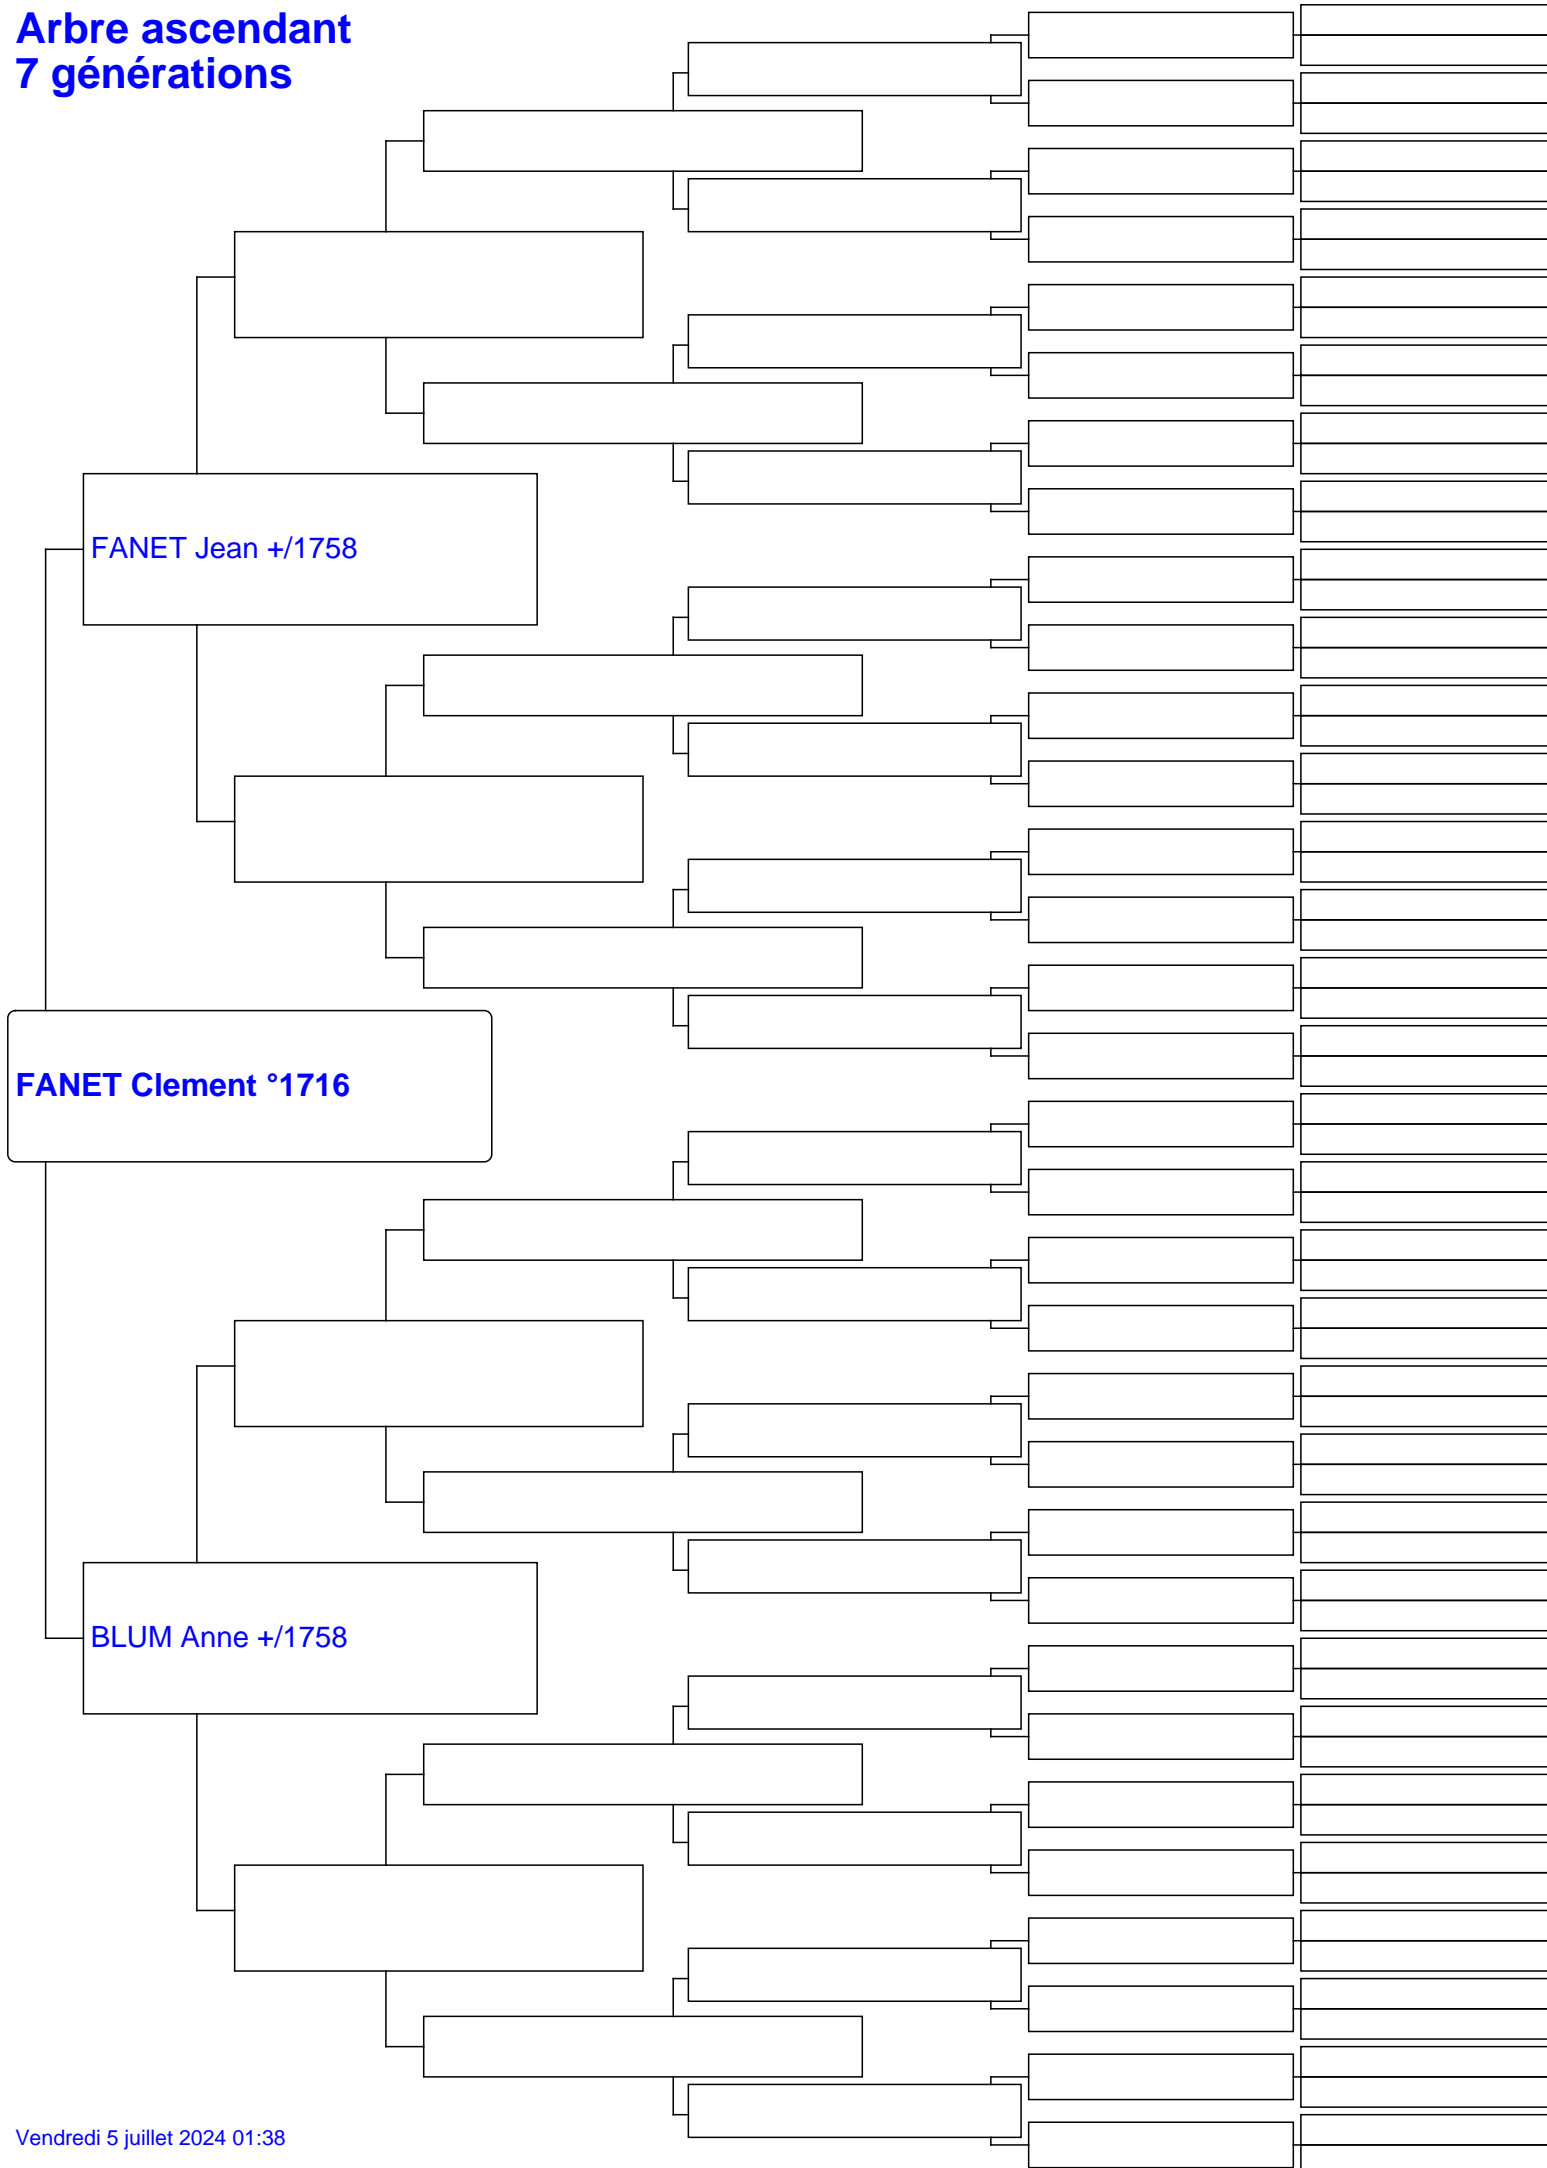 Arbre ascendant
7 générations
FANET Jean +/1758
FANET Clement °1716
BLUM Anne +/1758
Vendredi 5 juillet 2024 01:38